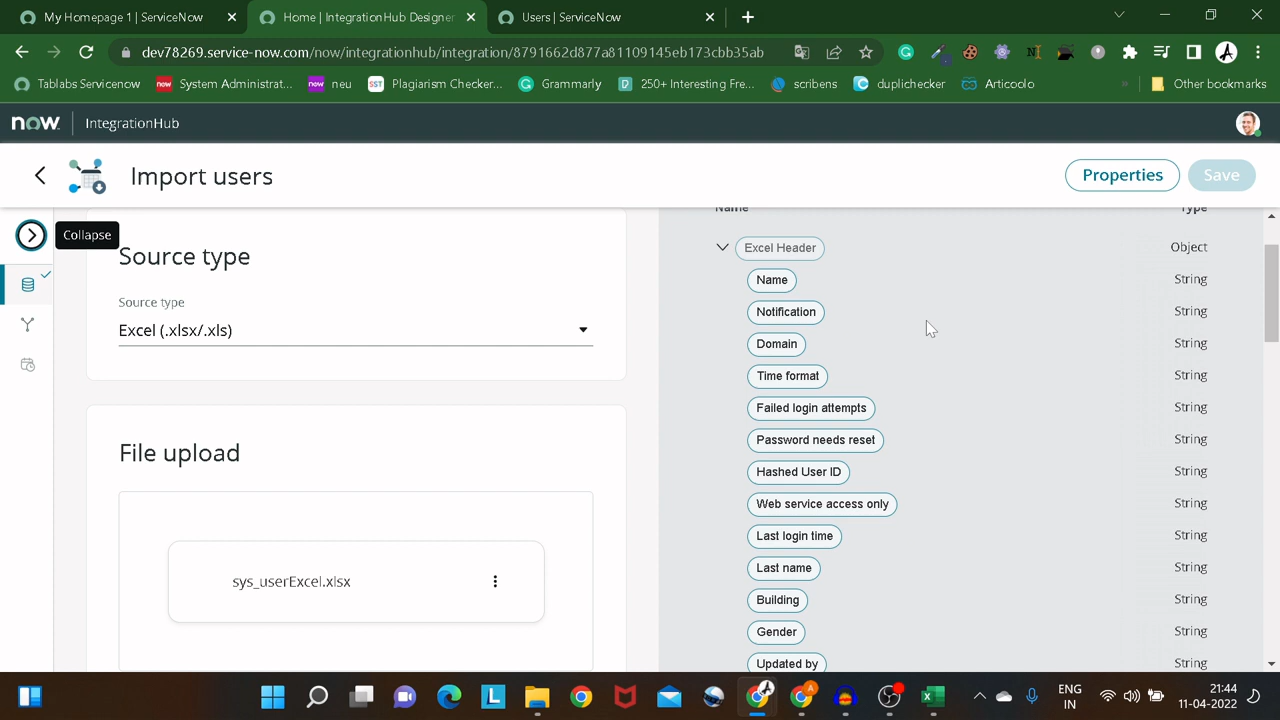 My Homepage 1 | ServiceNow
Home | IntegrationHub Designer
Users | ServiceNow
dev78269.service-now.com/now/integrationhub/integration/8791662d877a81109145eb173cbb35ab
Tablabs Servicenow
now System Administrat...
now neu
SST Plagiarism Checker...
Grammarly
250+ Interesting Fre...
scribens
duplichecker
Articoolo
Other bookmarks
now IntegrationHub
Import users
Properties
Save
Collapse
Name Type
Source type
Excel Header Object
Name String
Source type
Notification String
Excel (.xlsx/.xls)
Domain String
Time format String
Failed login attempts String
Password needs reset String
File upload
Hashed User ID String
Web service access only String
Last login time String
Last name String
sys_userExcel.xlsx
Building String
Gender String
Updated by String
ENG
IN
21:44
11-04-2022